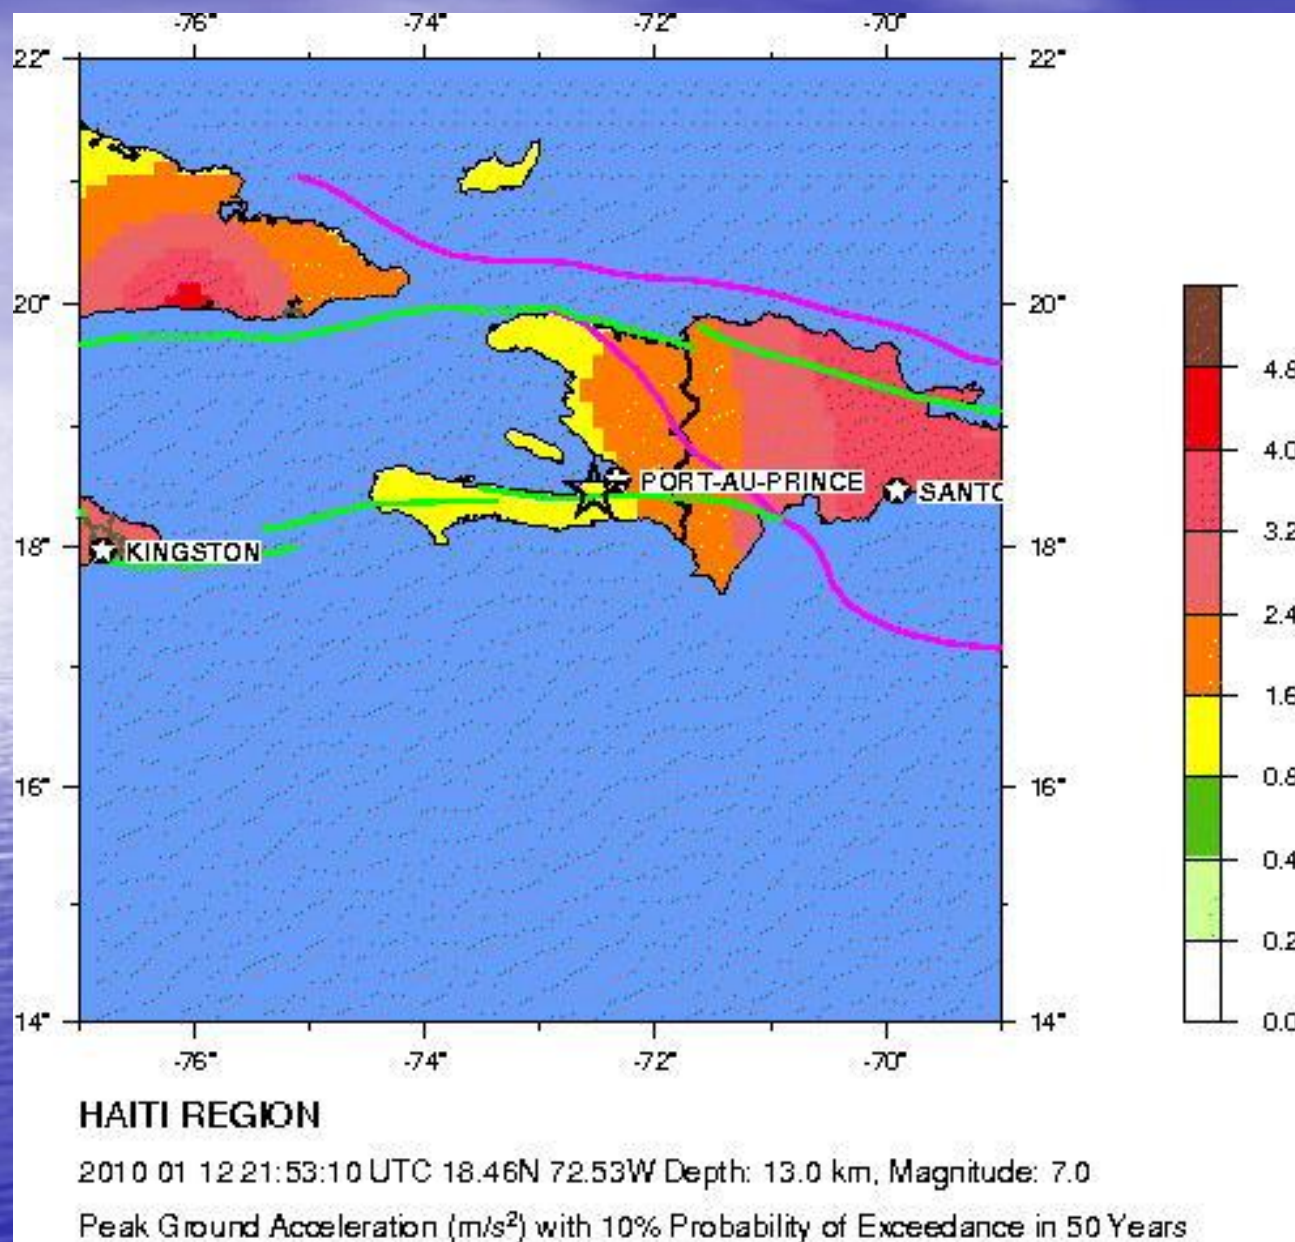 -76° -74° -72° -70°
22° 22°
20° 20°
4.8
4.0
PORT-AU-PRINCE
SANTO
3.2
KINGSTON
18° 18°
2.4
1.6
16° 16°
0.8
0.4
0.2
14° 14°
0.0
-76° -74° -72° -70°
HAITI REGION
2010 01 12 21:53:10 UTC 18.46N 72.53W Depth: 13.0 km, Magnitude: 7.0
Peak Ground Acceleration (m/s²) with 10% Probability of Exceedance in 50 Years